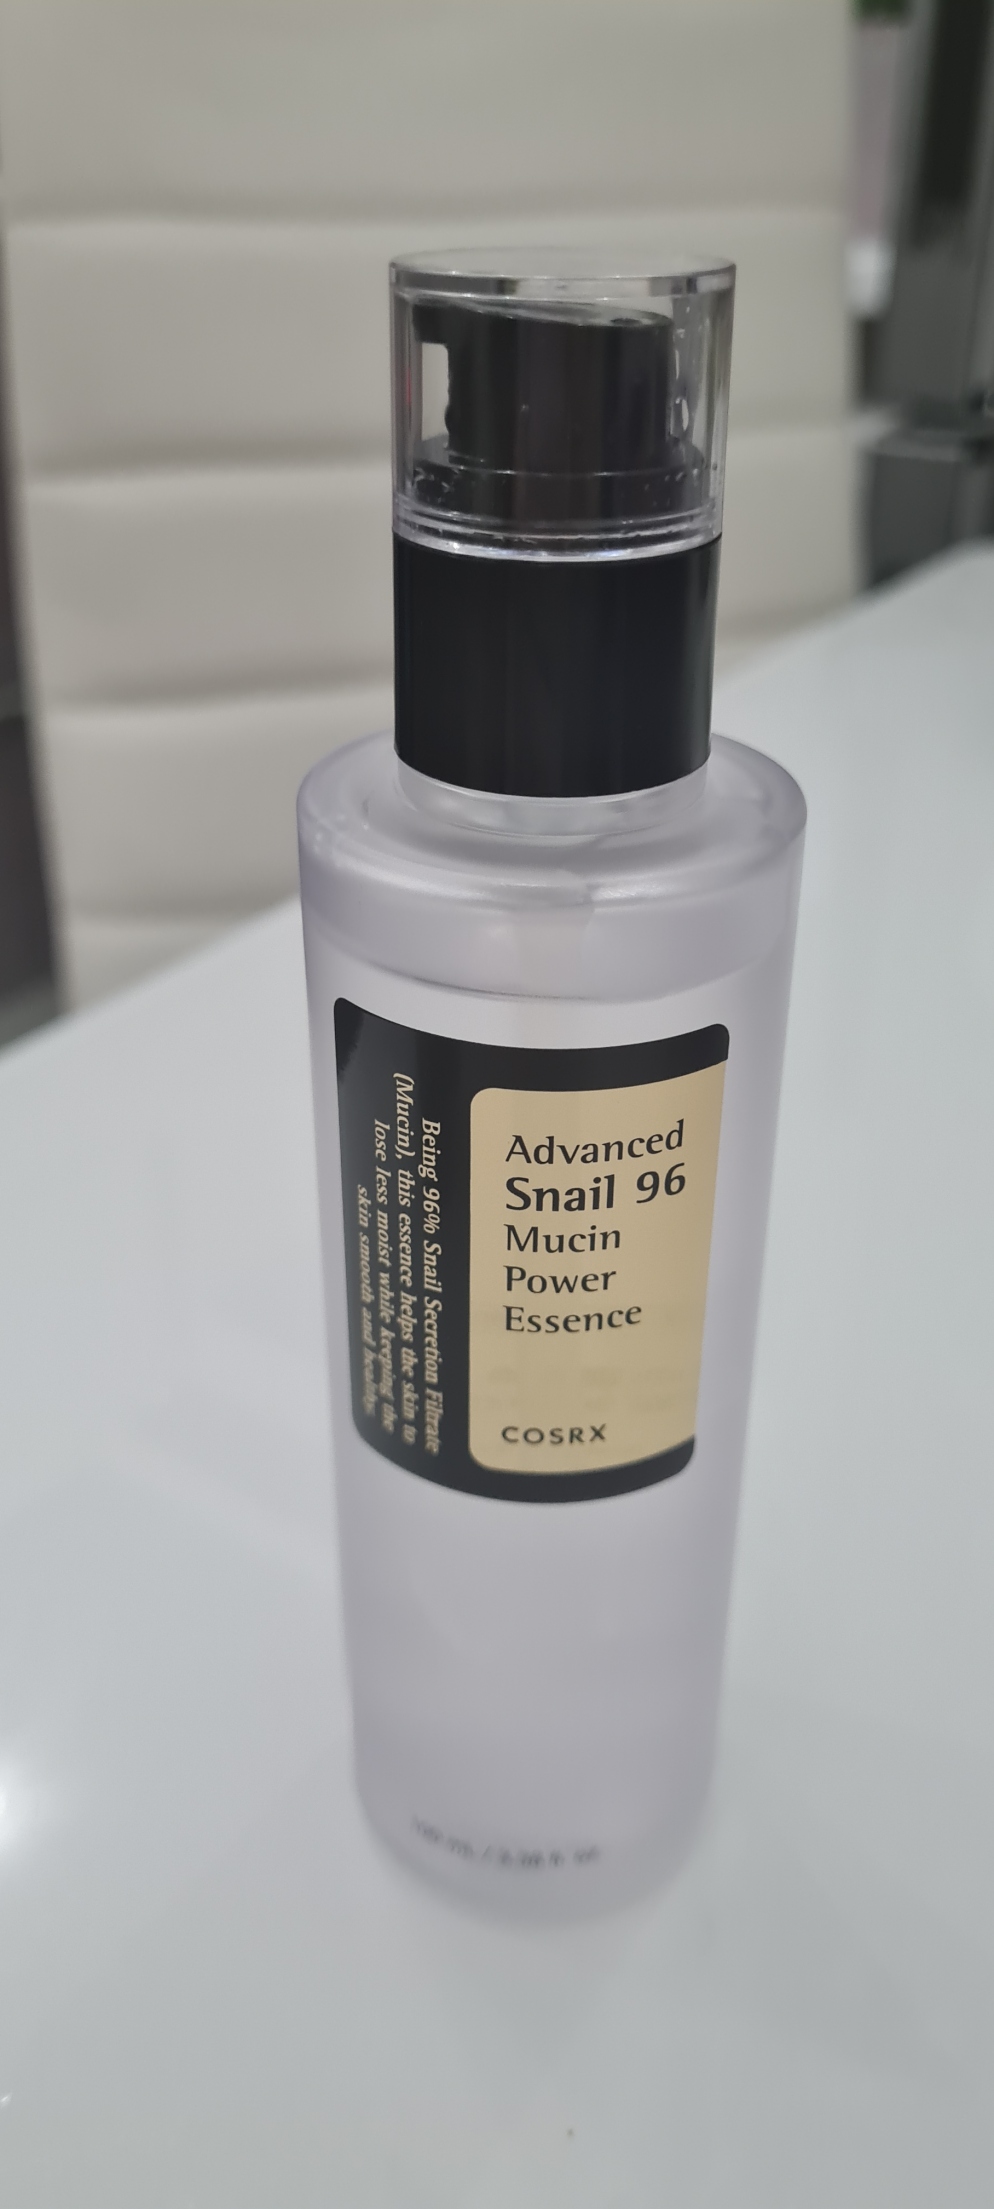 Advanced
Snail 96
Mucin
Power
Essence
COSRX
Being 96% Snail Secretion Filtrate
(Mucin), this essence helps the skin to
lose less moist while keeping the
skin smooth and healthy.